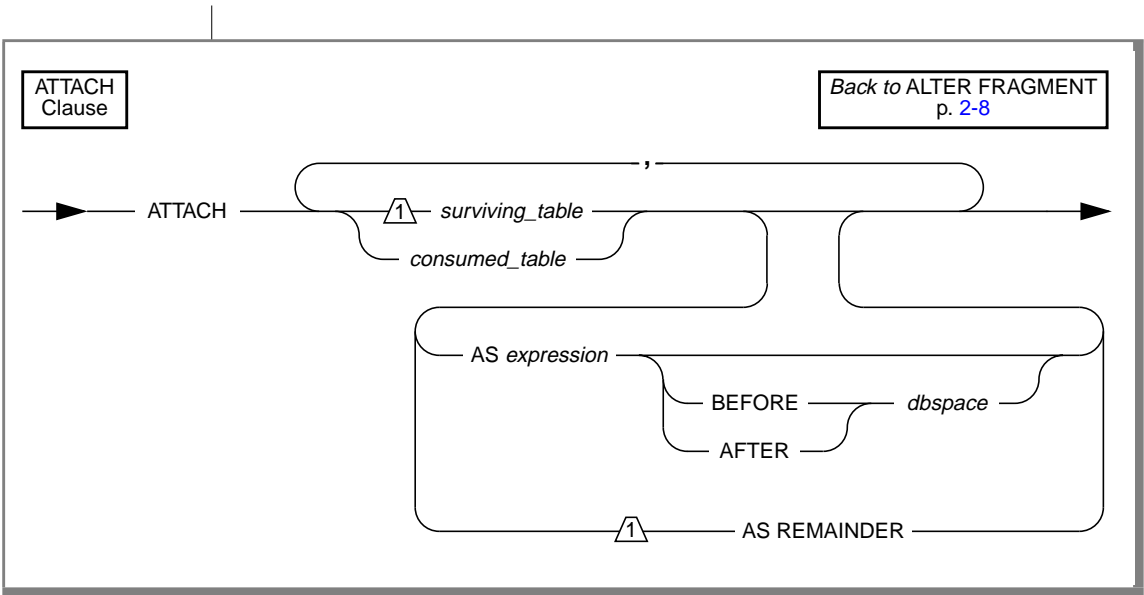 ATTACH
Clause
Back to ALTER FRAGMENT
p. 2-8
,
ATTACH
1
surviving_table
consumed_table
AS expression
BEFORE
dbspace
AFTER
1
AS REMAINDER